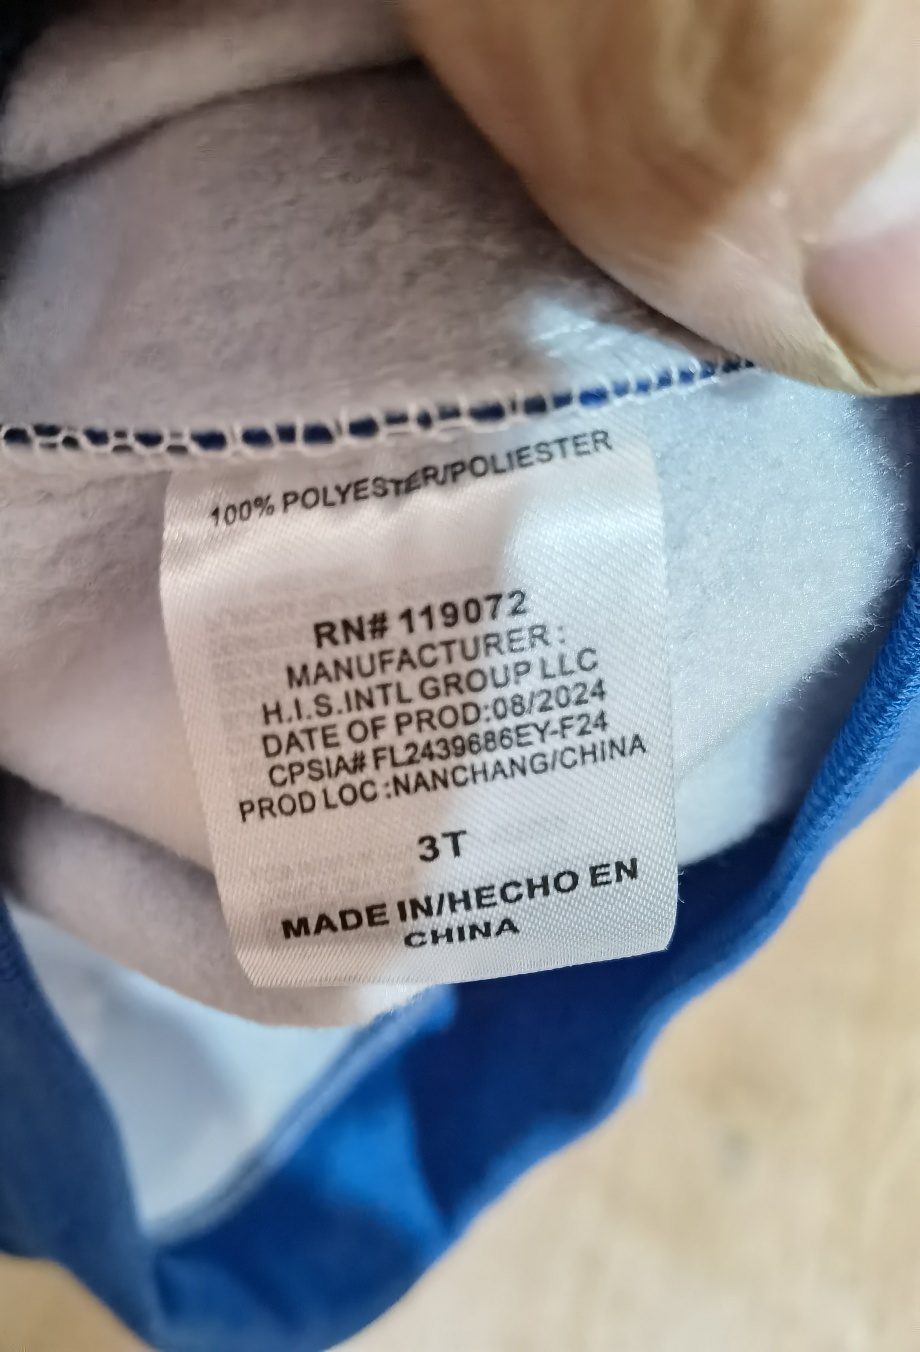 100% POLYESTER/POLIESTER
RN# 119072
MANUFACTURER :
H.I.S.INTL GROUP LLC
DATE OF PROD:08/2024
CPSIA# FL2439686EY-F24
PROD LOC:NANCHANG/CHINA
3T
MADE IN/HECHO EN
CHINA